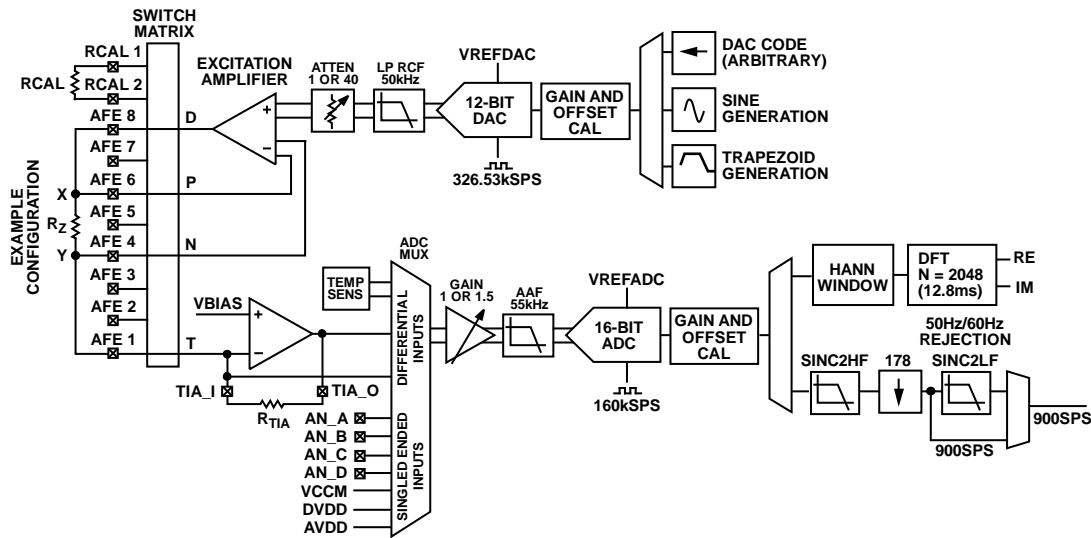 SWITCH
MATRIX
RCAL 1
RCAL
RCAL 2
AFE 8
AFE 7
AFE 6
AFE 5
AFE 4
AFE 3
AFE 2
AFE 1
X
RZ
Y
EXAMPLE
CONFIGURATION
D
P
N
T
EXCITATION
AMPLIFIER
+
–
ATTEN
1 OR 40
LP RCF
50kHz
VREFDAC
12-BIT
DAC
326.53kSPS
GAIN AND
OFFSET
CAL
DAC CODE
(ARBITRARY)
SINE
GENERATION
TRAPEZOID
GENERATION
VBIAS
+
–
TIA_I
TIA_O
RTIA
TEMP
SENS
ADC
MUX
DIFFERENTIAL
INPUTS
SINGLED ENDED
INPUTS
AN_A
AN_B
AN_C
AN_D
VCCM
DVDD
AVDD
GAIN
1 OR 1.5
AAF
55kHz
VREFADC
16-BIT
ADC
160kSPS
GAIN AND
OFFSET
CAL
HANN
WINDOW
DFT
N = 2048
(12.8ms)
RE
IM
50Hz/60Hz
REJECTION
SINC2HF
178
SINC2LF
900SPS
900SPS